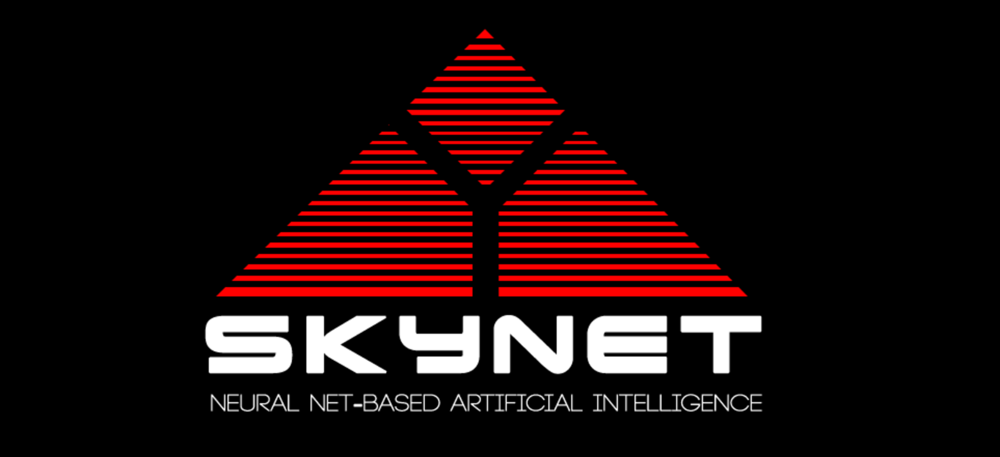 SKYNET
NEURAL NET-BASED ARTIFICIAL INTELLIGENCE